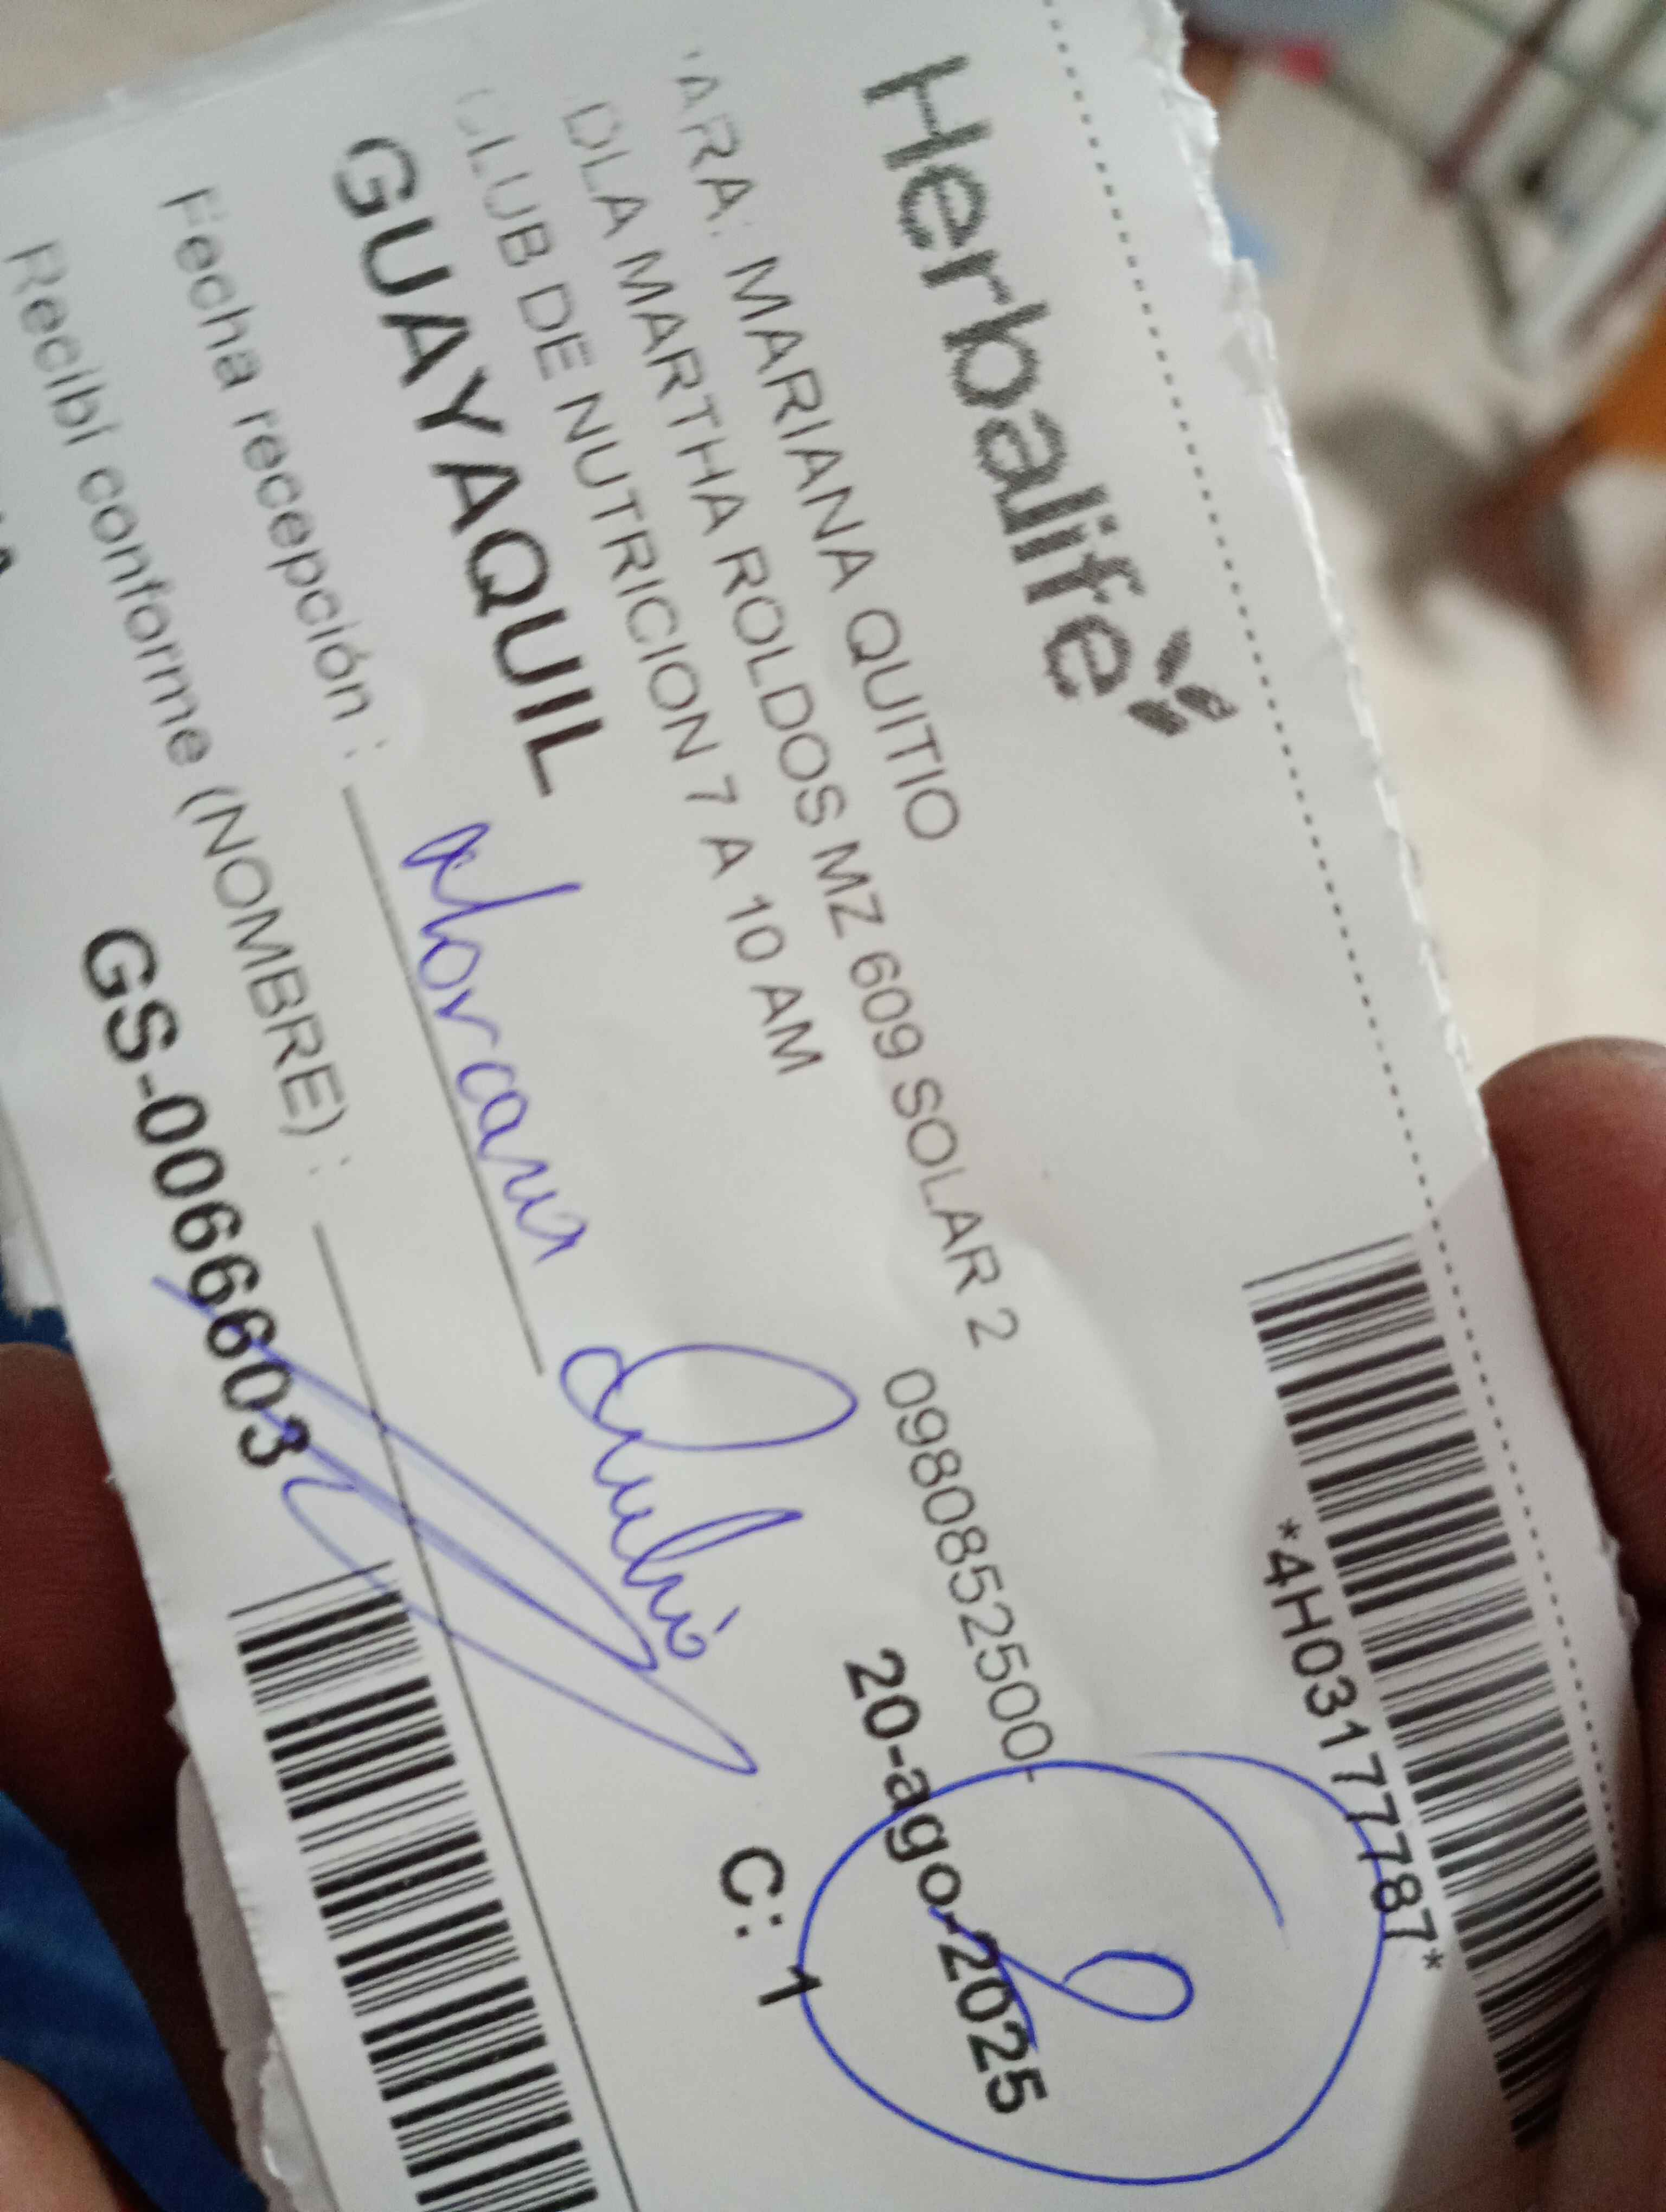 Herbalife
*4H03177787*
ARA: MARIANA QUITIO
DLA MARTHA ROLDOS MZ 609 SOLAR 2 0980852500-
CLUB DE NUTRICION 7 A 10 AM
20-ago-2025
8
GUAYAQUIL
C: 1
Fecha recepción :
Recibí conforme (NOMBRE) :
GS-0066603